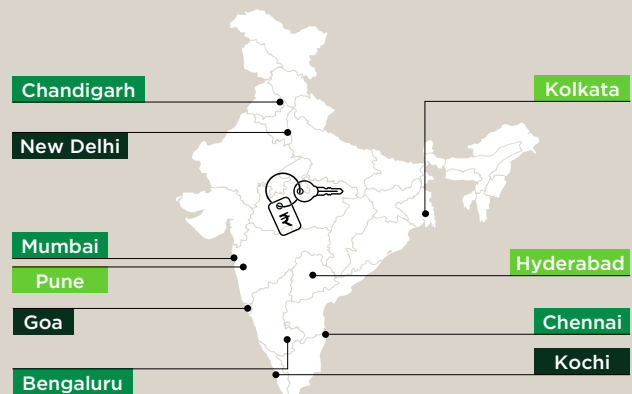 Chandigarh
Kolkata
New Delhi
Mumbai
Hyderabad
Pune
Goa
Chennai
Kochi
Bengaluru